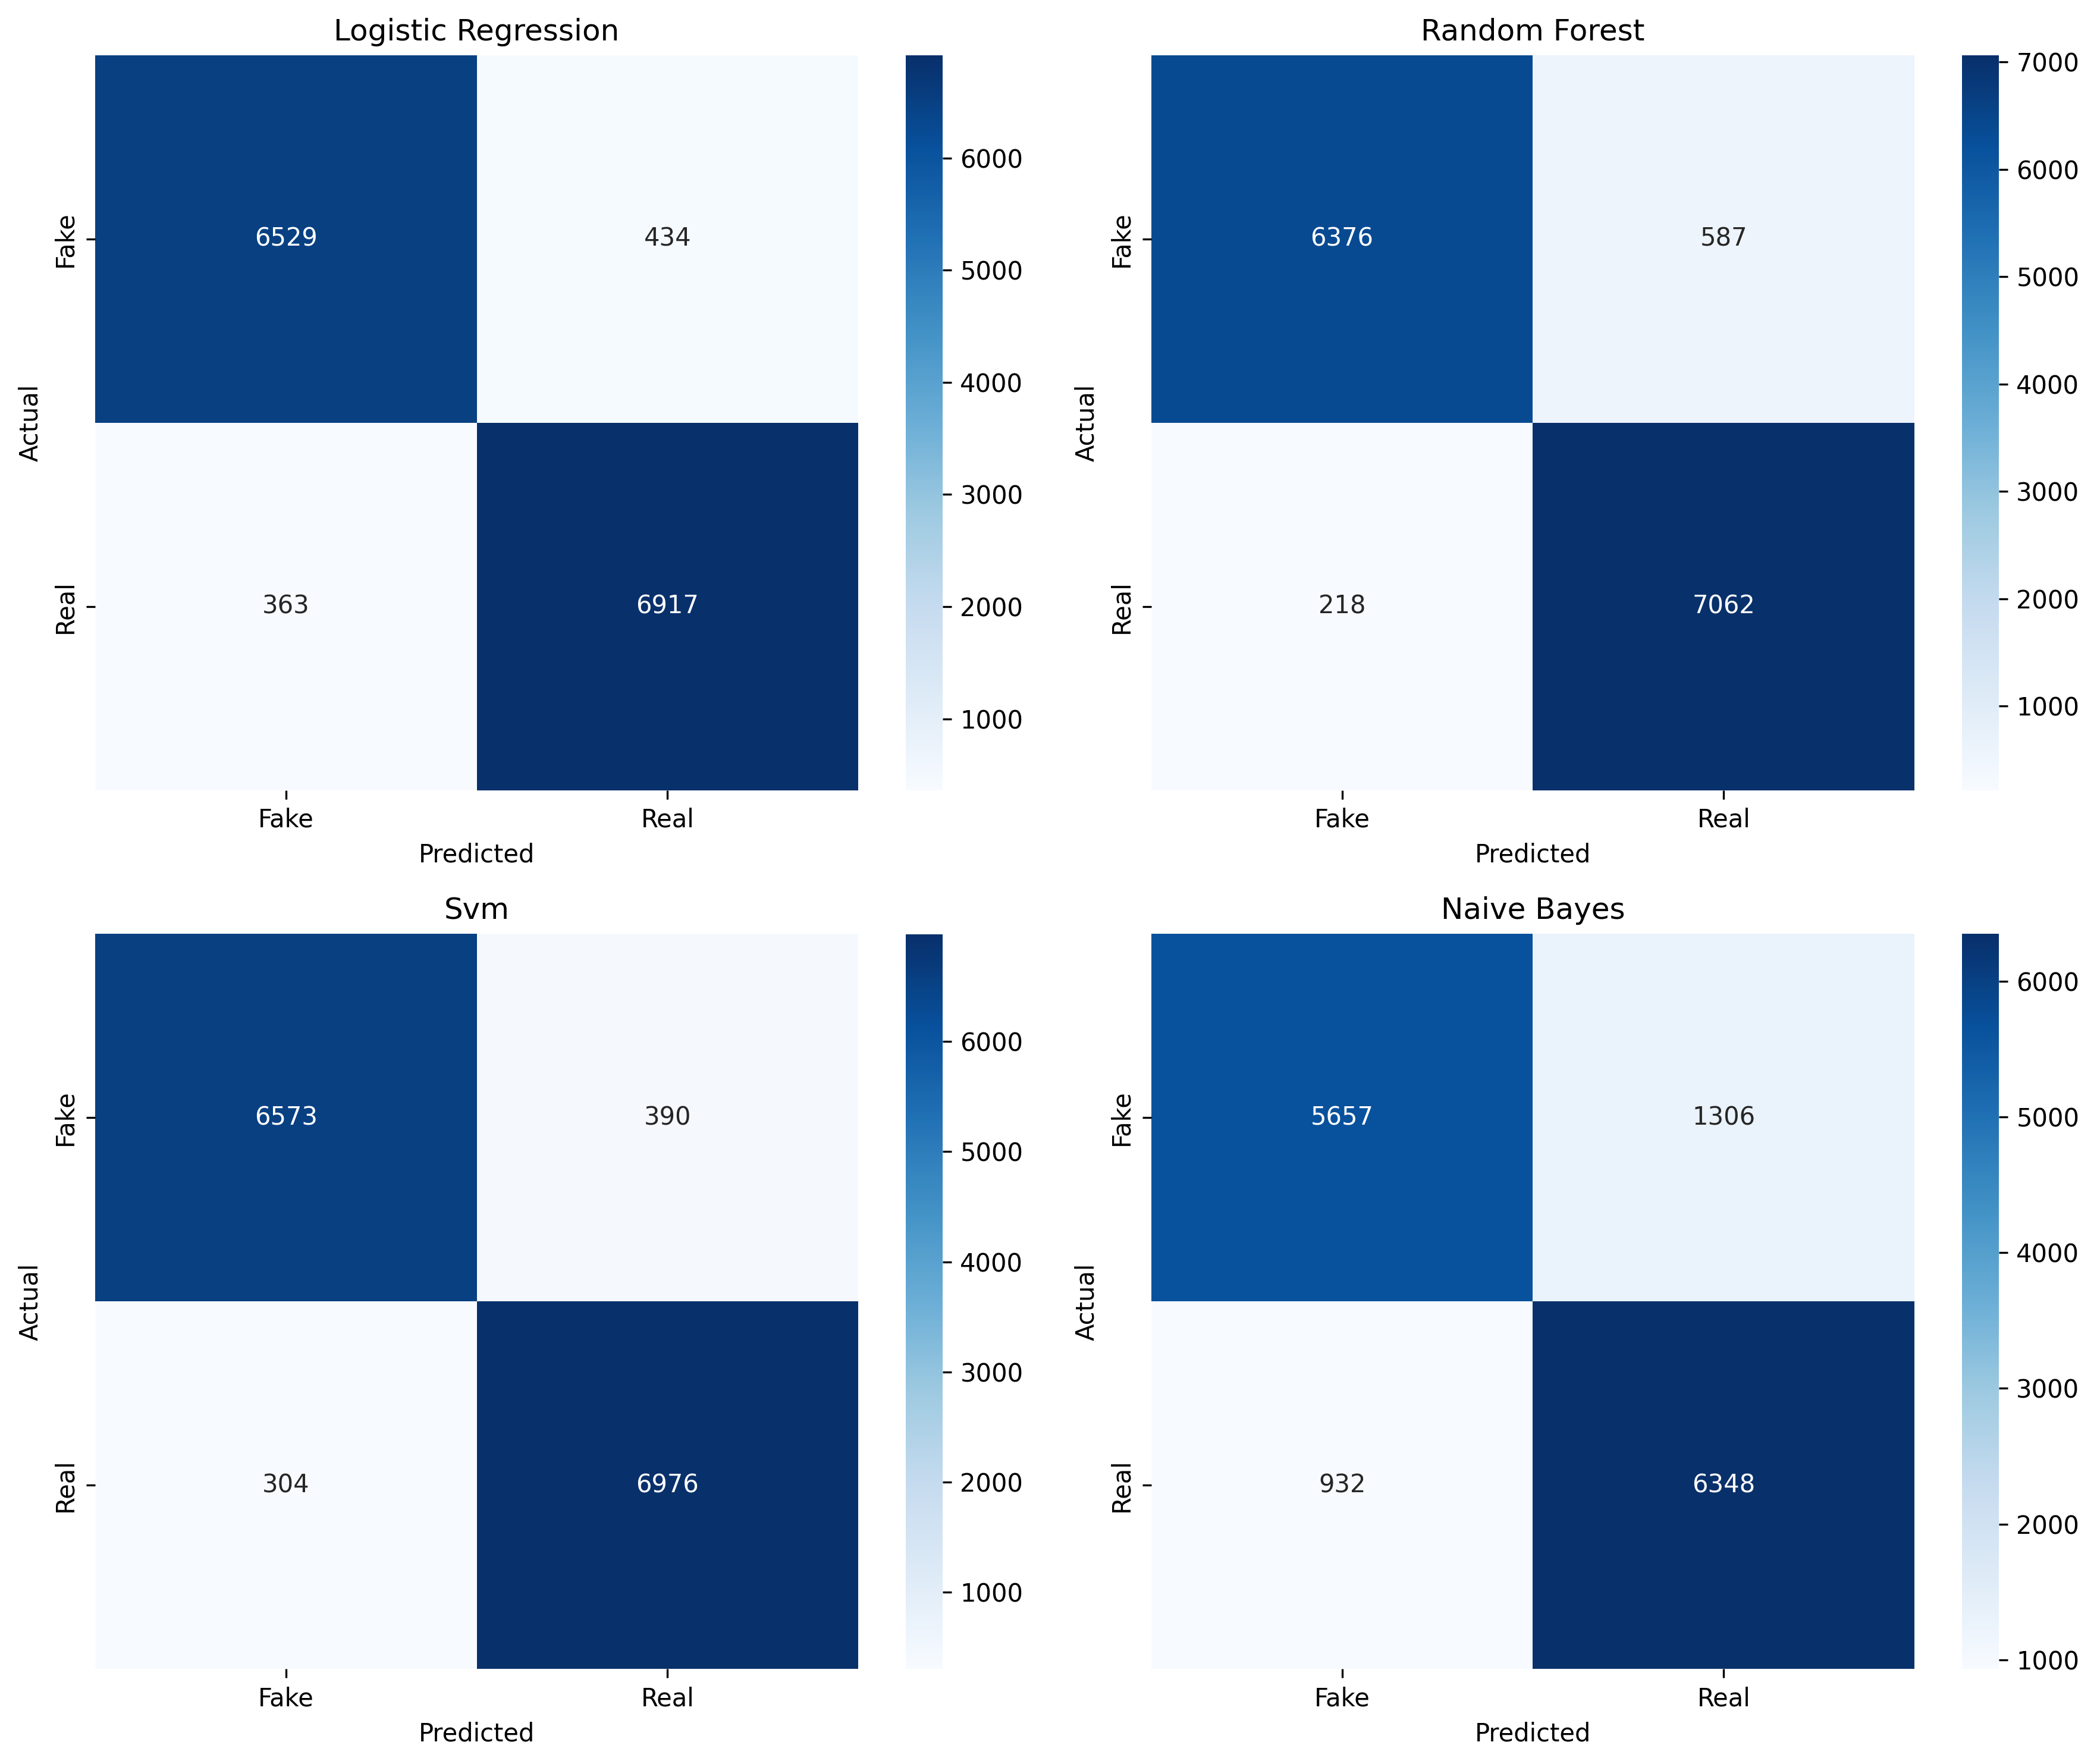 Logistic Regression
Fake
6529
434
6000
5000
4000
Actual
3000
Real
363
6917
2000
1000
Fake
Real
Predicted
Random Forest
7000
6000
Fake
6376
587
5000
4000
Actual
3000
Real
218
7062
2000
1000
Fake
Real
Predicted
Svm
6000
Fake
6573
390
5000
4000
Actual
3000
Real
304
6976
2000
1000
Fake
Real
Predicted
Naive Bayes
6000
Fake
5657
1306
5000
4000
Actual
3000
Real
932
6348
2000
1000
Fake
Real
Predicted